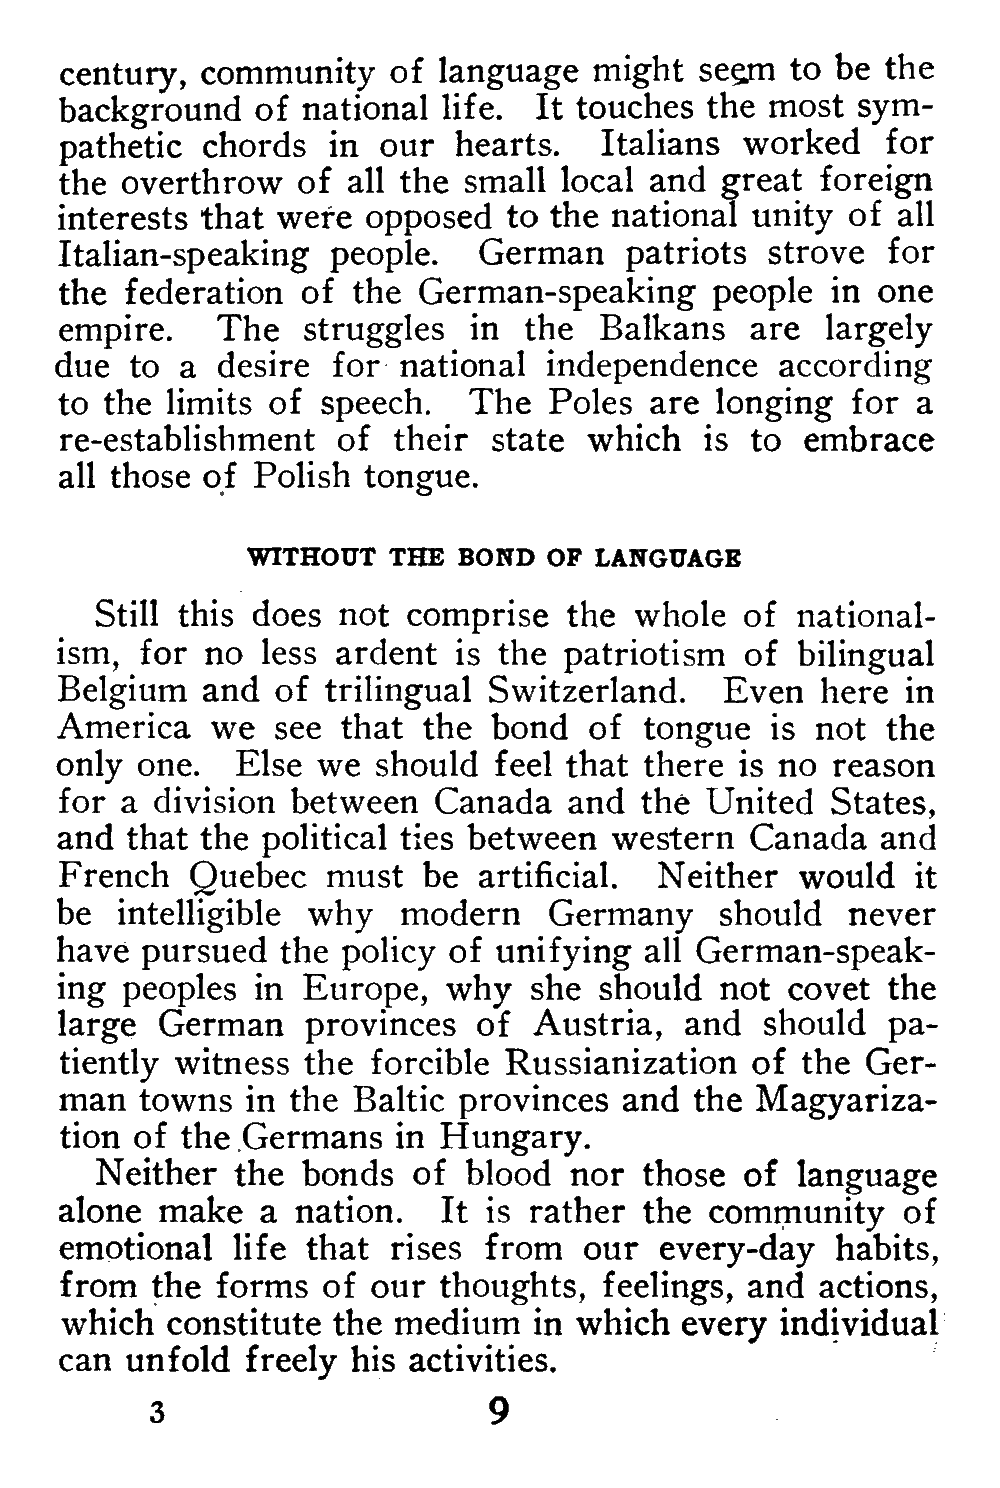 century, community of language might seem to be the
background of national life. It touches the most sym-
pathetic chords in our hearts. Italians worked for
the overthrow of all the small local and great foreign
interests that were opposed to the national unity of all
Italian-speaking people. German patriots strove for
the federation of the German-speaking people in one
empire. The struggles in the Balkans are largely
due to a desire for national independence according
to the limits of speech. The Poles are longing for a
re-establishment of their state which is to embrace
all those of Polish tongue.
WITHOUT THE BOND OF LANGUAGE
Still this does not comprise the whole of national-
ism, for no less ardent is the patriotism of bilingual
Belgium and of trilingual Switzerland. Even here in
America we see that the bond of tongue is not the
only one. Else we should feel that there is no reason
for a division between Canada and the United States,
and that the political ties between western Canada and
French Quebec must be artificial. Neither would it
be intelligible why modern Germany should never
have pursued the policy of unifying all German-speak-
ing peoples in Europe, why she should not covet the
large German provinces of Austria, and should pa-
tiently witness the forcible Russianization of the Ger-
man towns in the Baltic provinces and the Magyariza-
tion of the Germans in Hungary.
Neither the bonds of blood nor those of language
alone make a nation. It is rather the community of
emotional life that rises from our every-day habits,
from the forms of our thoughts, feelings, and actions,
which constitute the medium in which every individual
can unfold freely his activities.
3 9